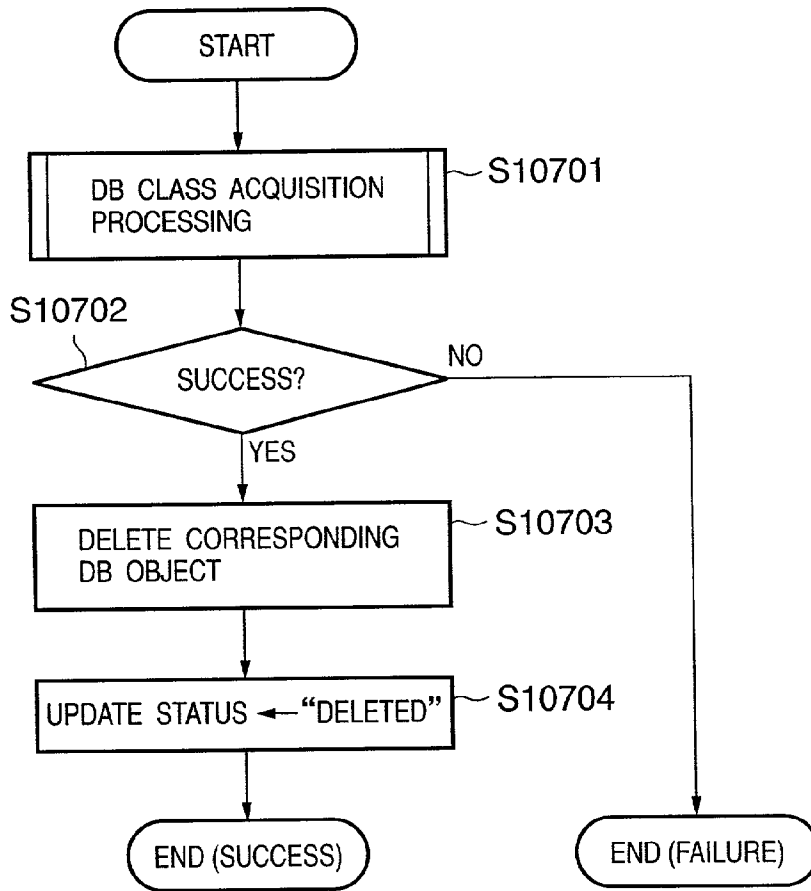 START
DB CLASS ACQUISITION
PROCESSING
S10701
S10702
SUCCESS?
NO
YES
DELETE CORRESPONDING
DB OBJECT
S10703
UPDATE STATUS ← “DELETED”
S10704
END (SUCCESS)
END (FAILURE)